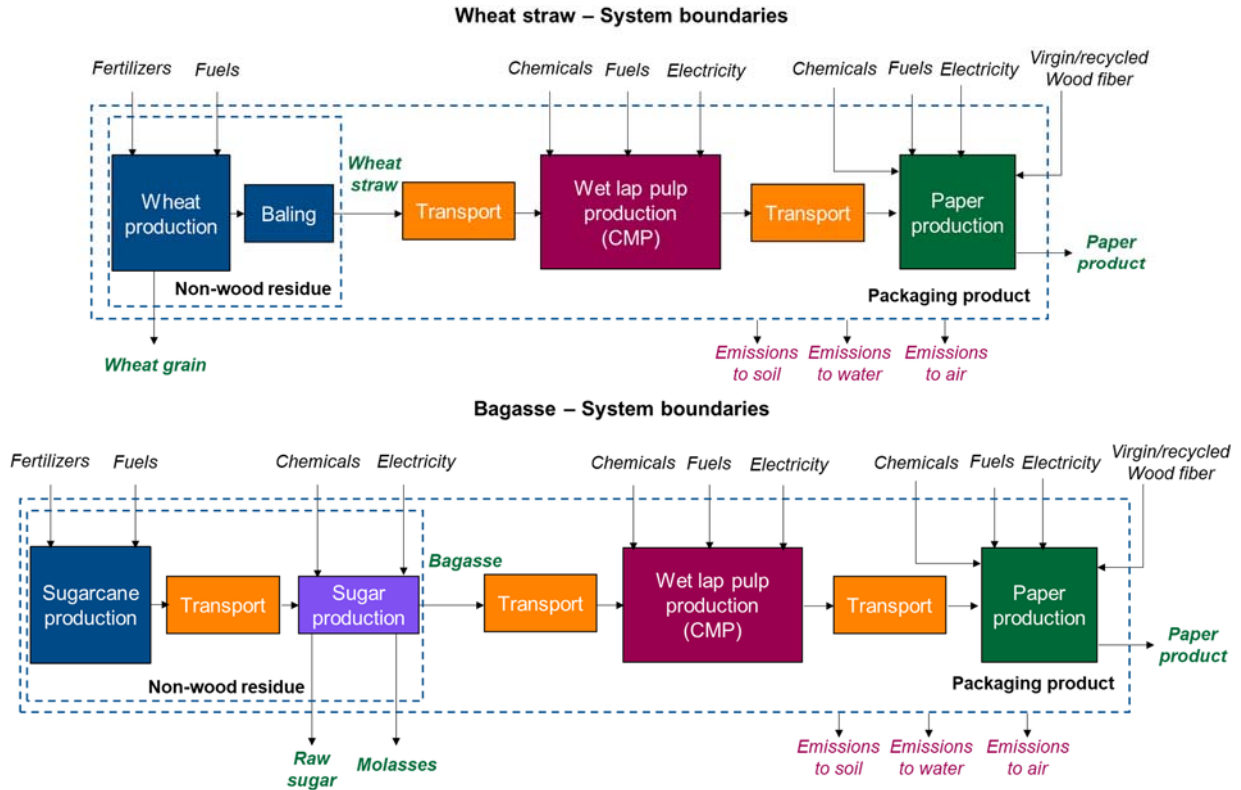 Wheat straw – System boundaries
Fertilizers
Fuels
Chemicals
Fuels
Electricity
Chemicals
Fuels
Electricity
Virgin/recycled
Wood fiber
Wheat
production
Baling
Wheat
straw
Transport
Wet lap pulp
production
(CMP)
Transport
Paper
production
Paper
product
Non-wood residue
Packaging product
Wheat grain
Emissions
to soil
Emissions
to water
Emissions
to air
Bagasse – System boundaries
Fertilizers
Fuels
Chemicals
Electricity
Chemicals
Fuels
Electricity
Chemicals
Fuels
Electricity
Virgin/recycled
Wood fiber
Sugarcane
production
Transport
Sugar
production
Bagasse
Transport
Wet lap pulp
production
(CMP)
Transport
Paper
production
Paper
product
Non-wood residue
Packaging product
Raw
sugar
Molasses
Emissions
to soil
Emissions
to water
Emissions
to air